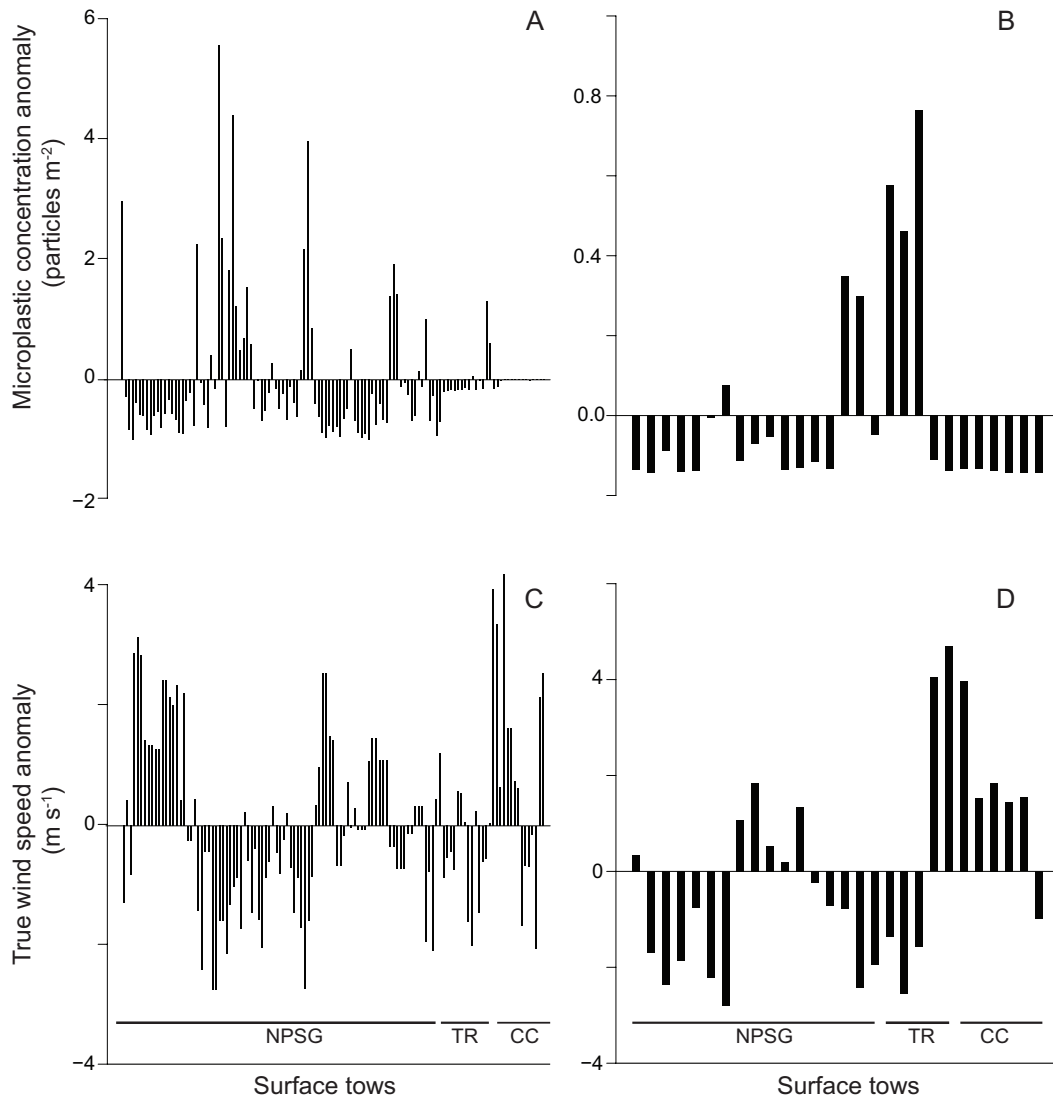 Microplastic concentration anomaly
(particles m⁻²)
A
6
4
2
0
−2
B
0.8
0.4
0.0
True wind speed anomaly
(m s⁻¹)
C
4
0
−4
NPSG TR CC
Surface tows
D
4
0
−4
NPSG TR CC
Surface tows